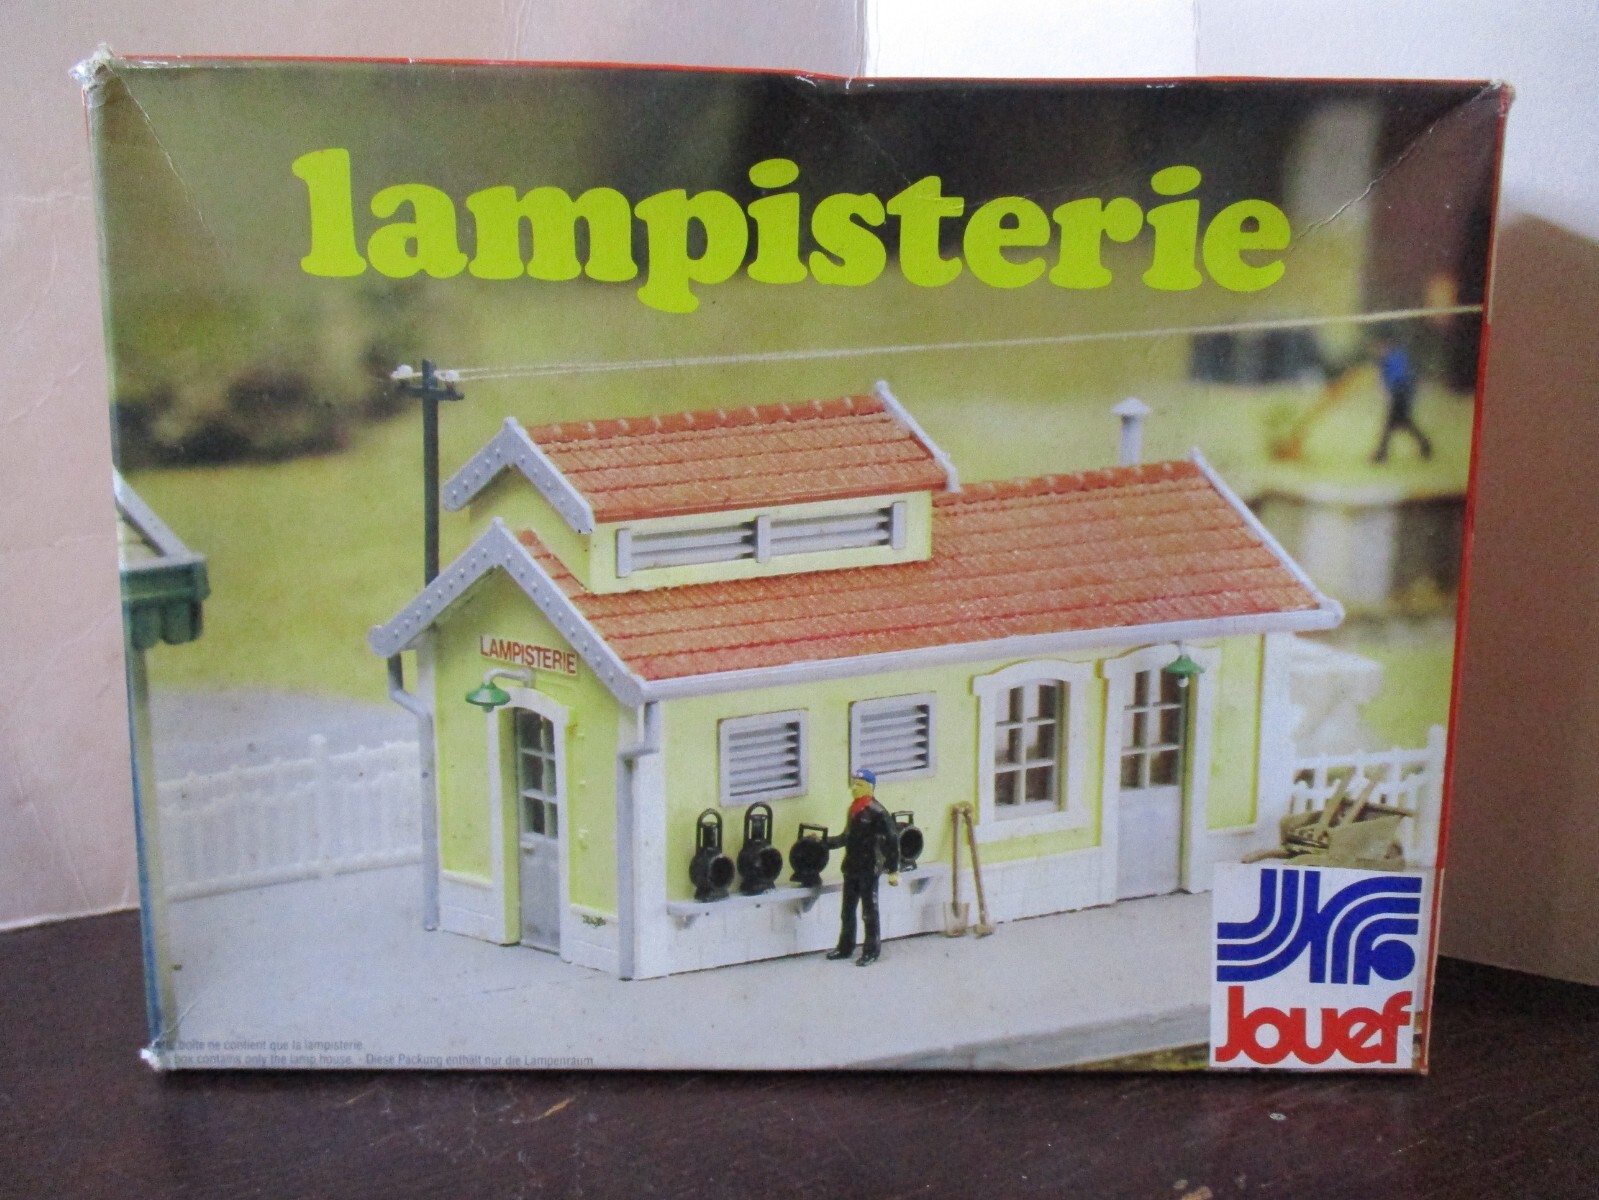 lampisterie
LAMPISTERIE
Jouef
boîte ne contient que la lampisterie.
box contains only the lamp house. - Diese Packung enthält nur die Lampenraum